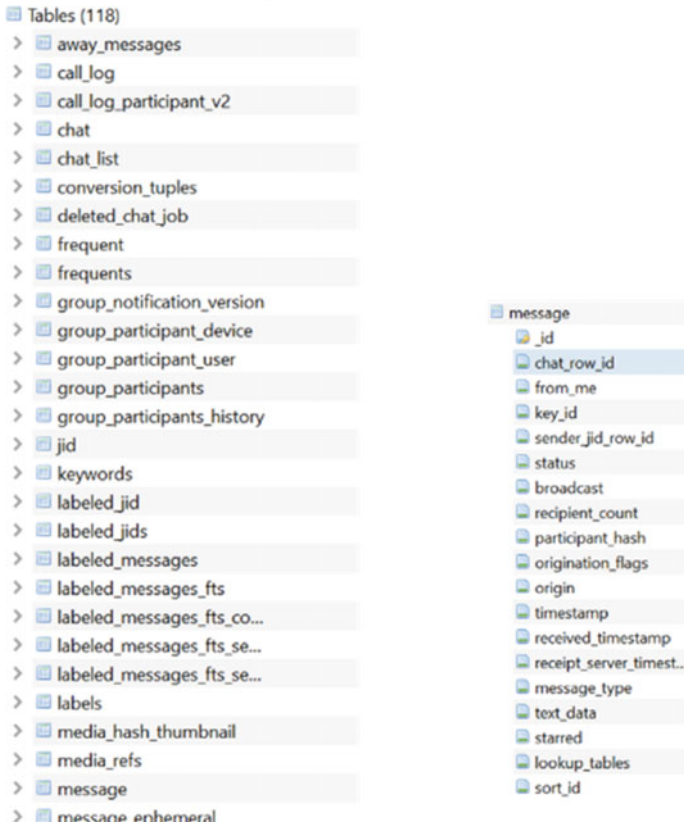 Tables (118)
away_messages
call_log
call_log_participant_v2
chat
chat_list
conversion_tuples
deleted_chat_job
frequent
frequents
group_notification_version
group_participant_device
group_participant_user
group_participants
group_participants_history
jid
keywords
labeled_jid
labeled_jids
labeled_messages
labeled_messages_fts
labeled_messages_fts_co...
labeled_messages_fts_se...
labeled_messages_fts_se...
labels
media_hash_thumbnail
media_refs
message
message_ephemeral
message
_id
chat_row_id
from_me
key_id
sender_jid_row_id
status
broadcast
recipient_count
participant_hash
origination_flags
origin
timestamp
received_timestamp
receipt_server_timest...
message_type
text_data
starred
lookup_tables
sort_id